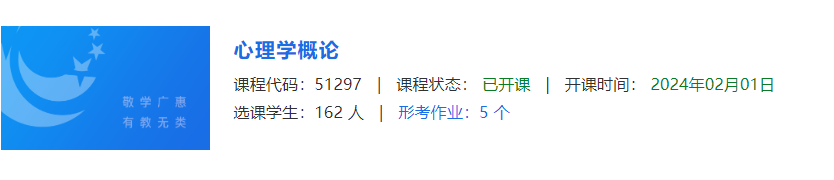 心理学概论
课程代码：51297 | 课程状态： 已开课 | 开课时间： 2024年02月01日
敬学广惠
有教无类
选课学生：162 人 | 形考作业：5 个